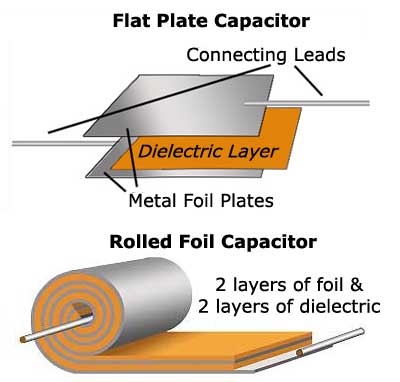 Flat Plate Capacitor
Connecting Leads
Dielectric Layer
Metal Foil Plates
Rolled Foil Capacitor
2 layers of foil &
2 layers of dielectric